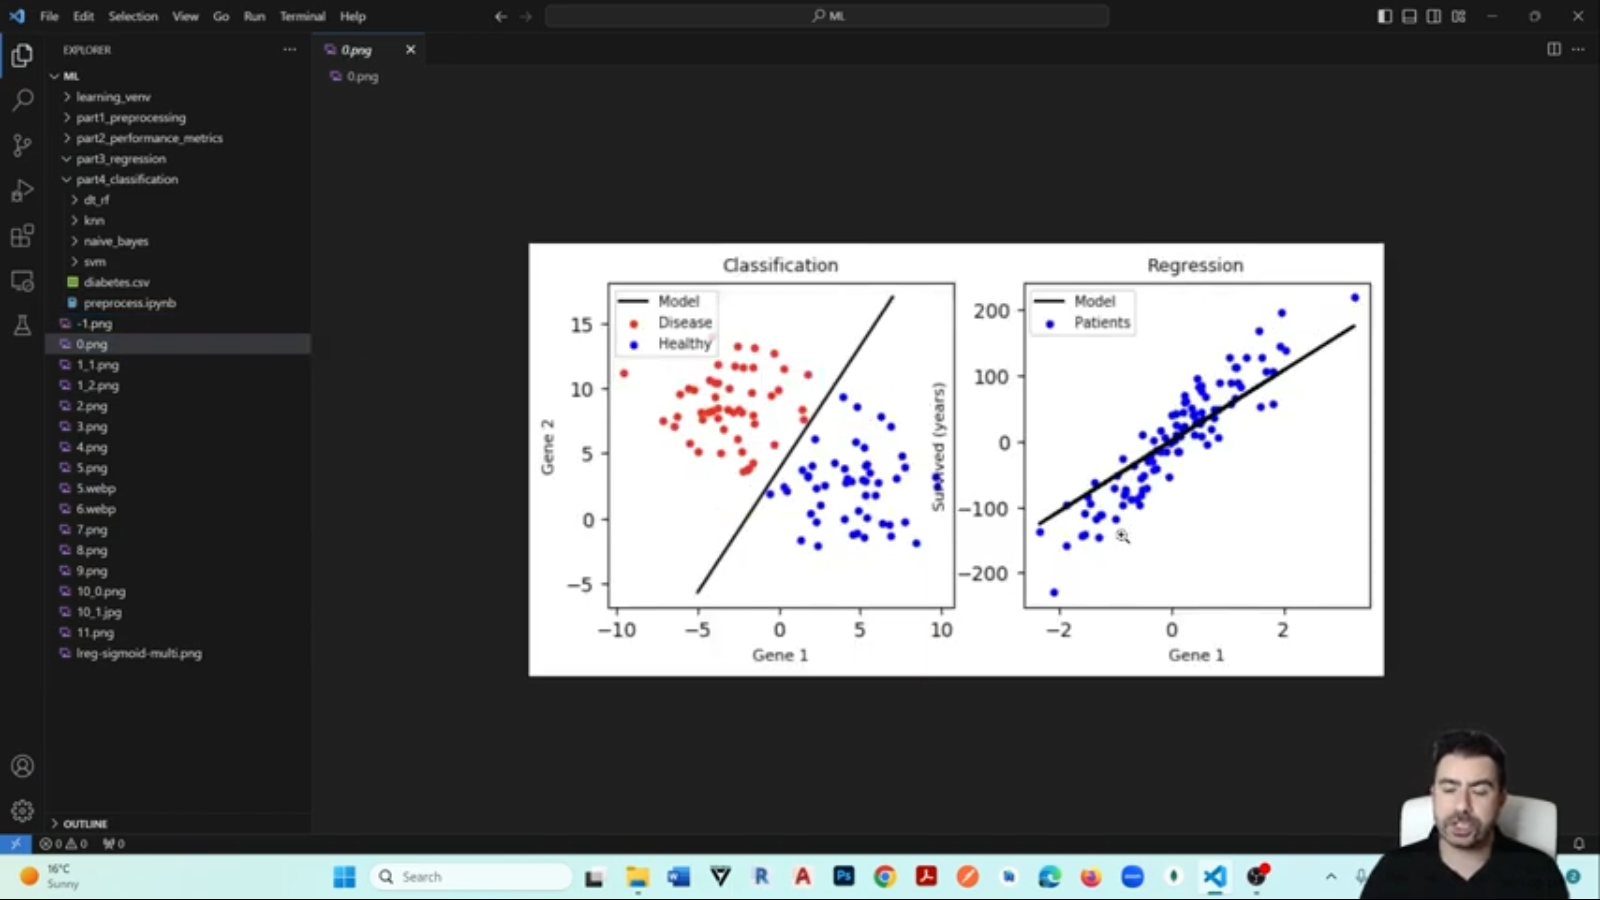 File Edit Selection View Go Run Terminal Help
ML
EXPLORER
0.png
0.png
ML
learning_venv
part1_preprocessing
part2_performance_metrics
part3_regression
part4_classification
dt_rf
knn
naive_bayes
svm
diabetes.csv
preprocess.ipynb
-1.png
0.png
1_1.png
1_2.png
2.png
3.png
4.png
5.png
5.webp
6.webp
7.png
8.png
9.png
10_0.png
10_1.jpg
11.png
lreg-sigmoid-multi.png
OUTLINE
Classification
Model
Disease
Healthy
15
10
5
0
−5
Gene 2
−10 −5 0 5 10
Gene 1
Regression
Model
Patients
200
100
0
−100
−200
Survived (years)
−2 0 2
Gene 1
0 0 0
16°C
Sunny
Search
R
A
Ps
2